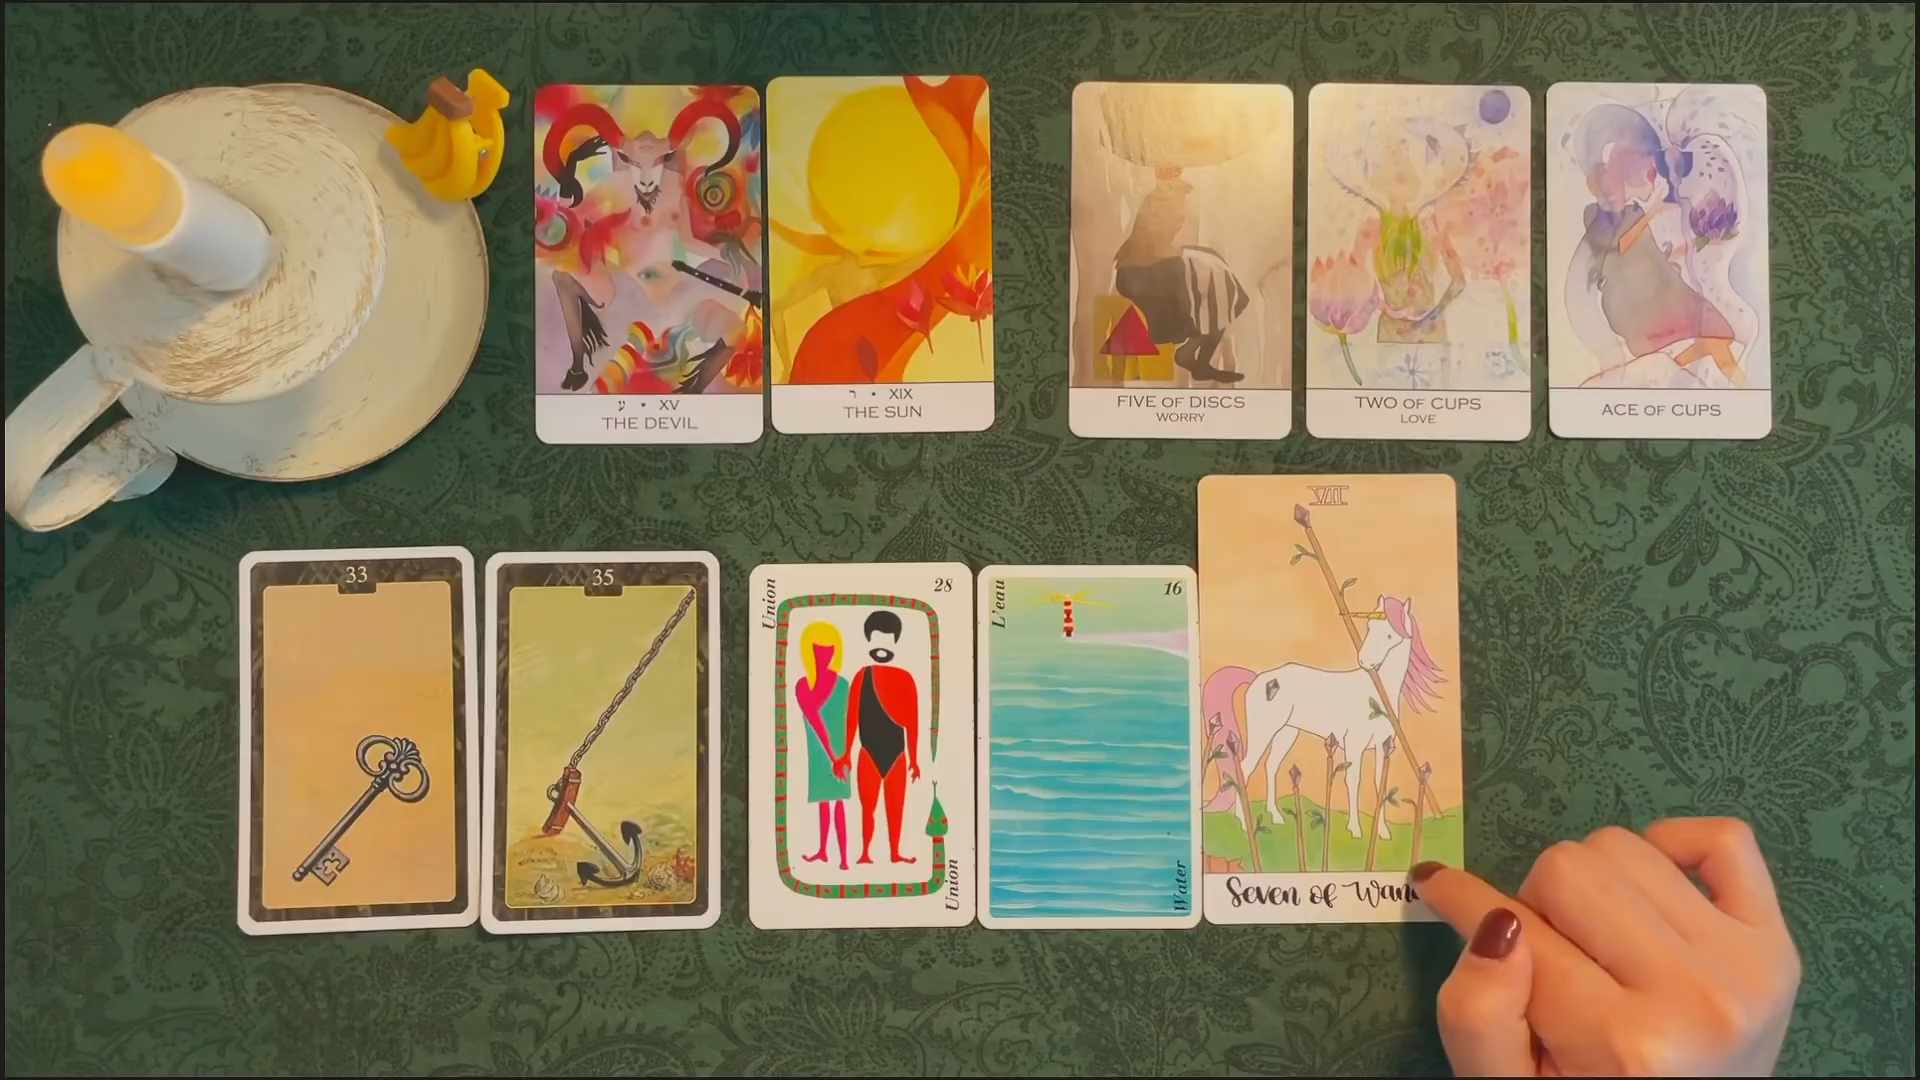 ע • XV
THE DEVIL
ר • XIX
THE SUN
FIVE OF DISCS
WORRY
TWO OF CUPS
LOVE
ACE OF CUPS
33
35
Union
28
Union
L'eau
16
Water
VII
Seven of Wan